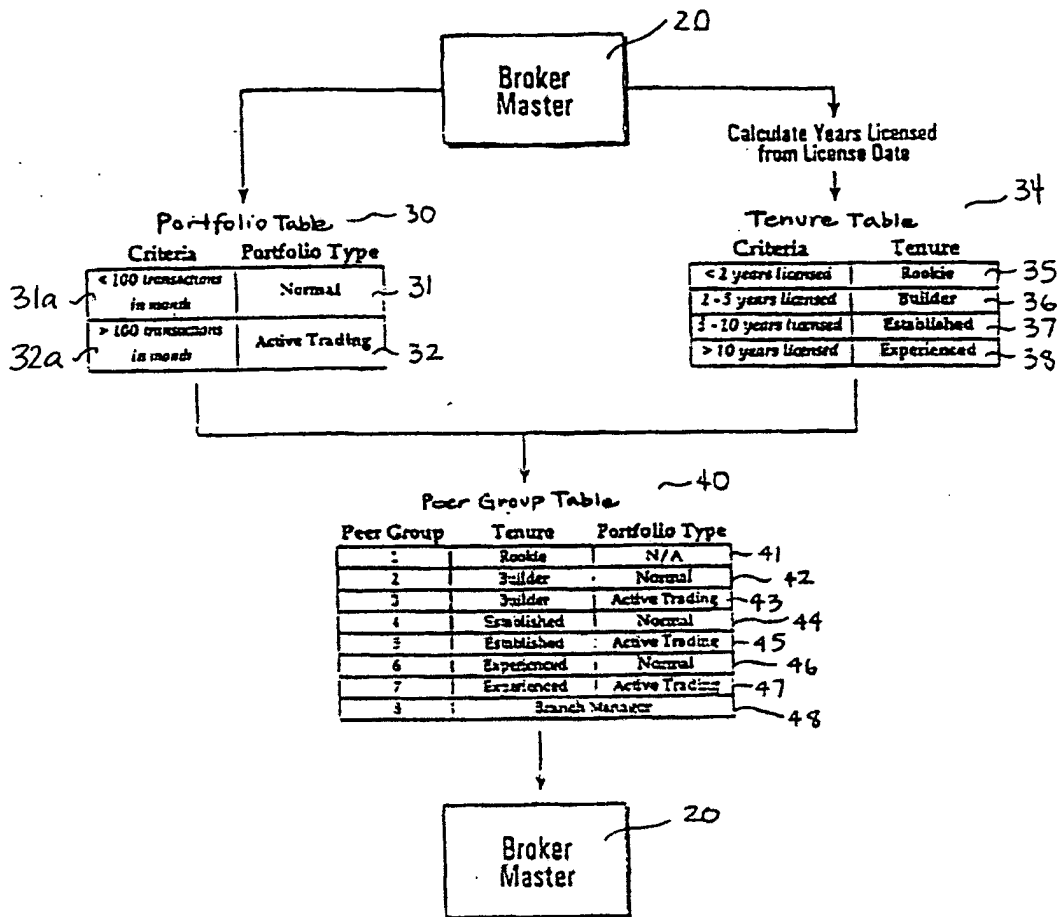 20
Broker
Master
Calculate Years Licensed
from License Date
Portfolio Table 30
Criteria Portfolio Type
31a < 100 transactions in month Normal 31
32a > 100 transactions in month Active Trading 32
34
Tenure Table
Criteria Tenure
< 2 years licensed Rookie 35
2 - 5 years licensed Builder 36
5 - 10 years licensed Established 37
> 10 years licensed Experienced 38
40
Peer Group Table
Peer Group Tenure Portfolio Type
1 Rookie N/A 41
2 Builder Normal 42
3 Builder Active Trading 43
4 Established Normal 44
5 Established Active Trading 45
6 Experienced Normal 46
7 Experienced Active Trading 47
8 Branch Manager 48
20
Broker
Master